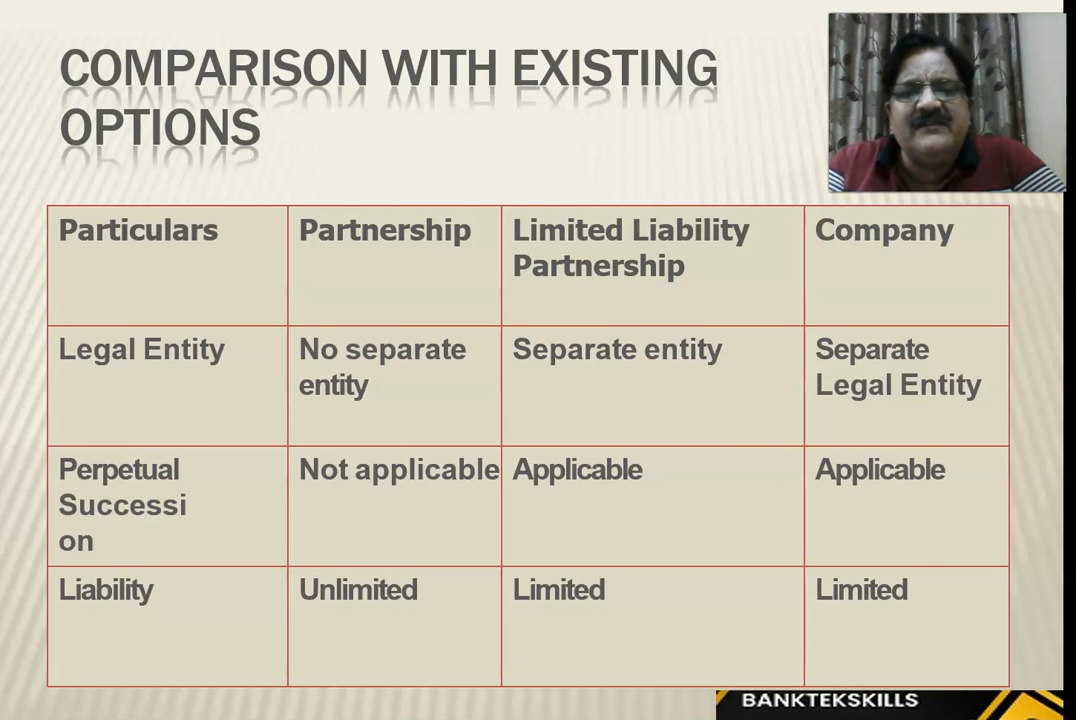 COMPARISON WITH EXISTING
OPTIONS
Particulars
Partnership
Limited Liability
Partnership
Company
Legal Entity
No separate
entity
Separate entity
Separate
Legal Entity
Perpetual
Successi
on
Not applicable
Applicable
Applicable
Liability
Unlimited
Limited
Limited
BANKTEKSKILLS